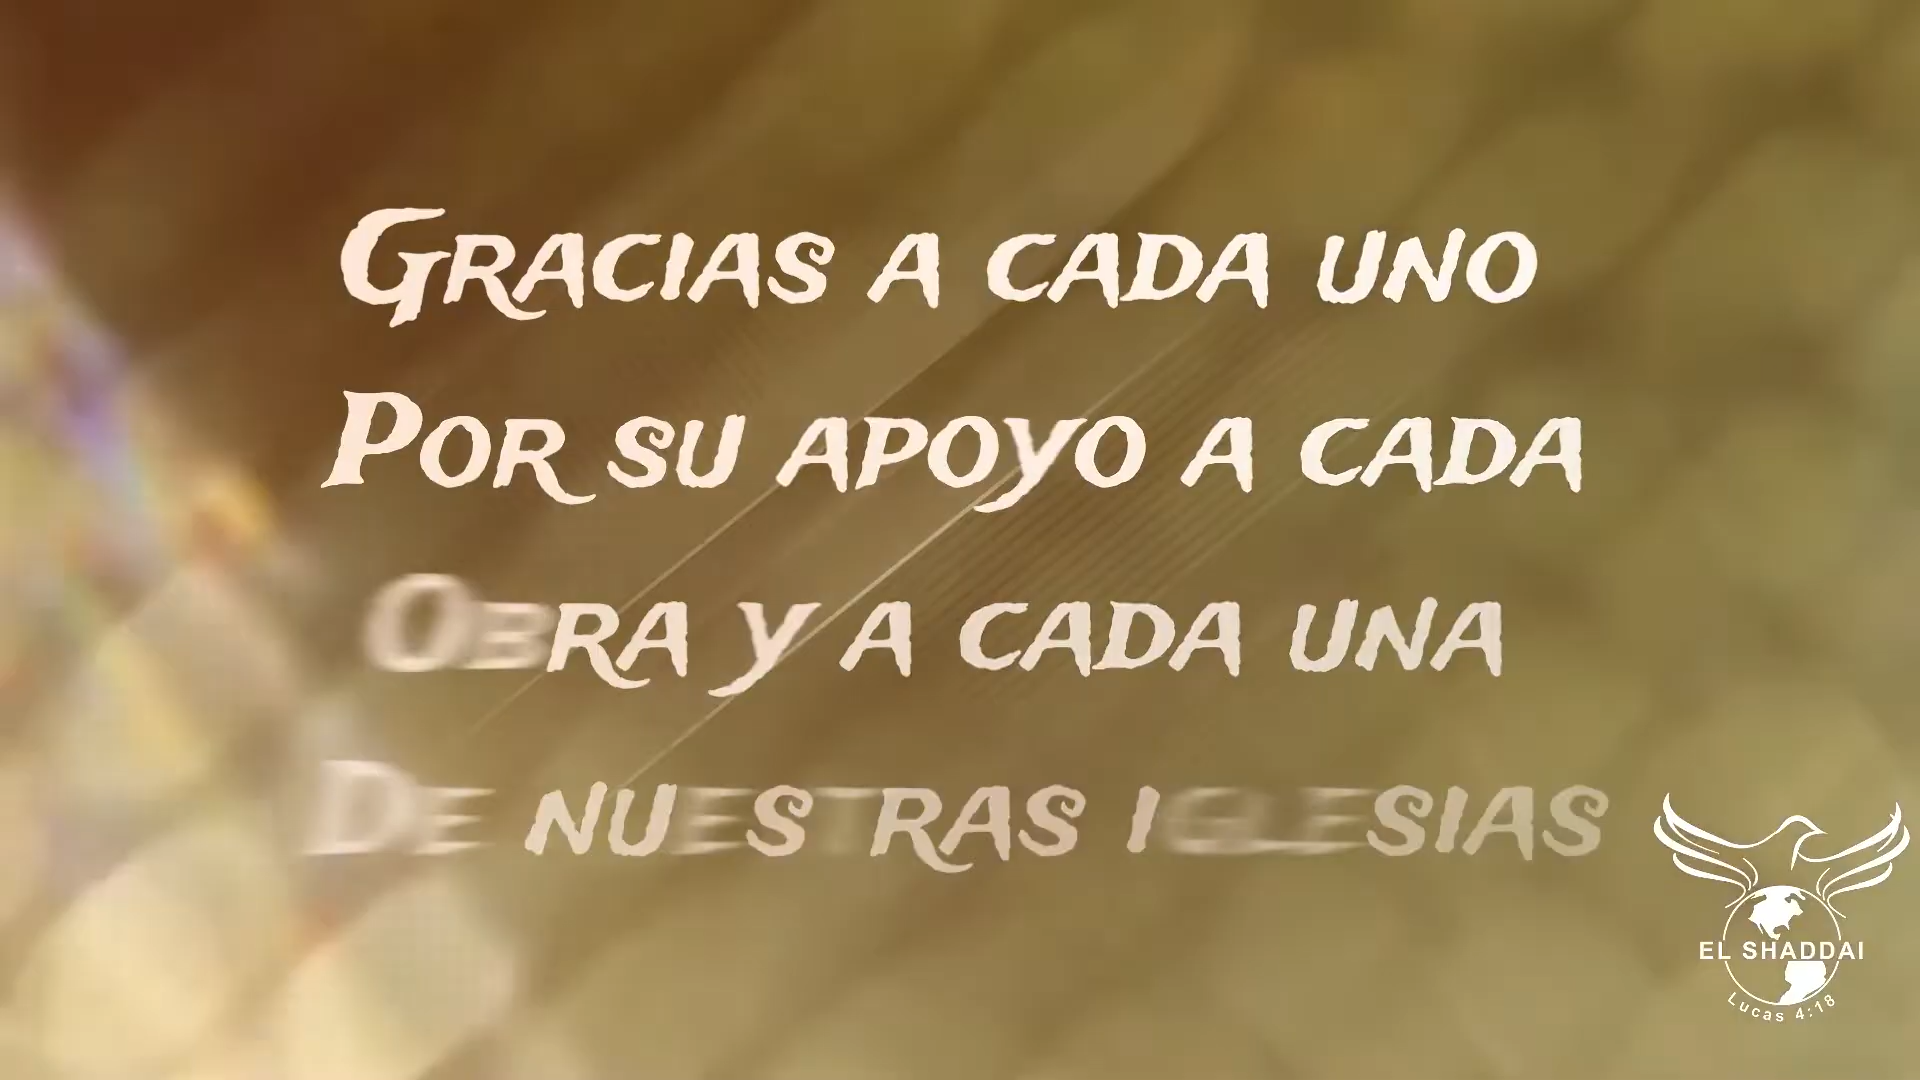 Gracias a cada uno
Por su apoyo a cada
Obra y a cada una
De nuestras iglesias
EL SHADDAI
Lucas 4:18